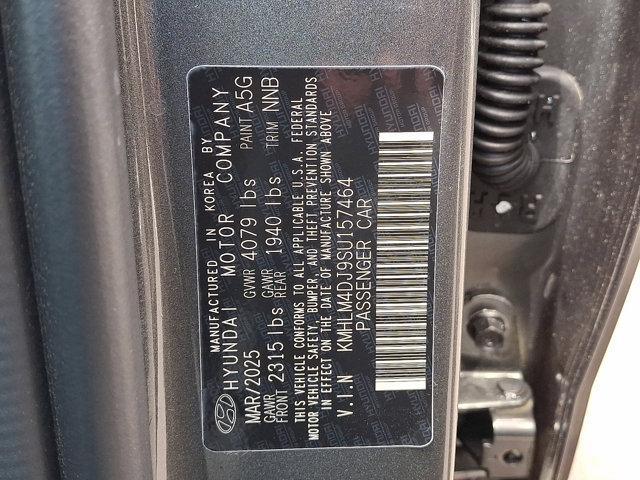 MANUFACTURED IN KOREA BY
HYUNDAI MOTOR COMPANY
MAR/2025 GVWR 4079 lbs PAINT A5G
GAWR FRONT 2315 lbs GAWR REAR 1940 lbs TRIM NNB
THIS VEHICLE CONFORMS TO ALL APPLICABLE U.S.A. FEDERAL
MOTOR VEHICLE SAFETY, BUMPER, AND THEFT PREVENTION STANDARDS
IN EFFECT ON THE DATE OF MANUFACTURE SHOWN ABOVE
V.I.N KMHLM4DJ9SU157464
PASSENGER CAR